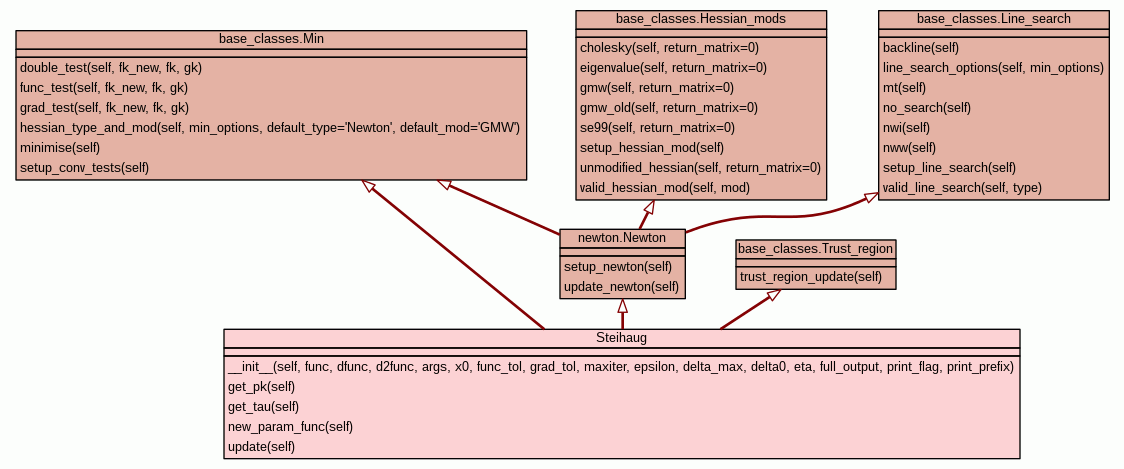 base_classes.Min
double_test(self, fk_new, fk, gk)
func_test(self, fk_new, fk, gk)
grad_test(self, fk_new, fk, gk)
hessian_type_and_mod(self, min_options, default_type='Newton', default_mod='GMW')
minimise(self)
setup_conv_tests(self)
base_classes.Hessian_mods
cholesky(self, return_matrix=0)
eigenvalue(self, return_matrix=0)
gmw(self, return_matrix=0)
gmw_old(self, return_matrix=0)
se99(self, return_matrix=0)
setup_hessian_mod(self)
unmodified_hessian(self, return_matrix=0)
valid_hessian_mod(self, mod)
base_classes.Line_search
backline(self)
line_search_options(self, min_options)
mt(self)
no_search(self)
nwi(self)
nww(self)
setup_line_search(self)
valid_line_search(self, type)
newton.Newton
setup_newton(self)
update_newton(self)
base_classes.Trust_region
trust_region_update(self)
Steihaug
__init__(self, func, dfunc, d2func, args, x0, func_tol, grad_tol, maxiter, epsilon, delta_max, delta0, eta, full_output, print_flag, print_prefix)
get_pk(self)
get_tau(self)
new_param_func(self)
update(self)